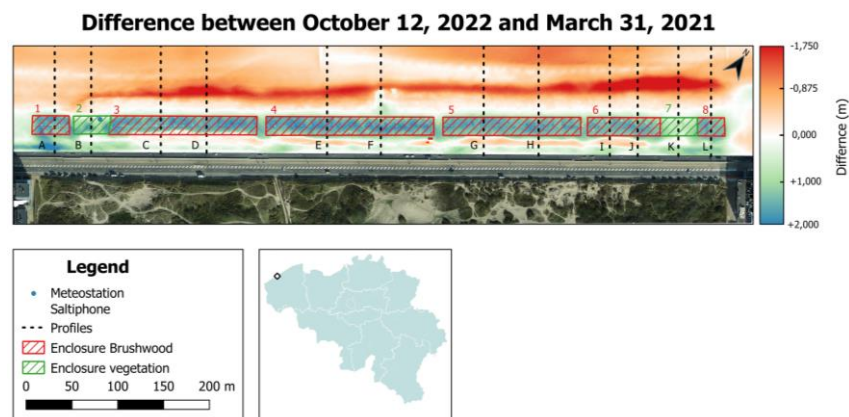 Difference between October 12, 2022 and March 31, 2021
1 2 3 4 5 6 7 8
A B C D E F G H I J K L
N
-1,750
-0,875
0,000
+1,000
+2,000
Differnce (m)
Legend
Meteostation
Saltiphone
Profiles
Enclosure Brushwood
Enclosure vegetation
0 50 100 150 200 m